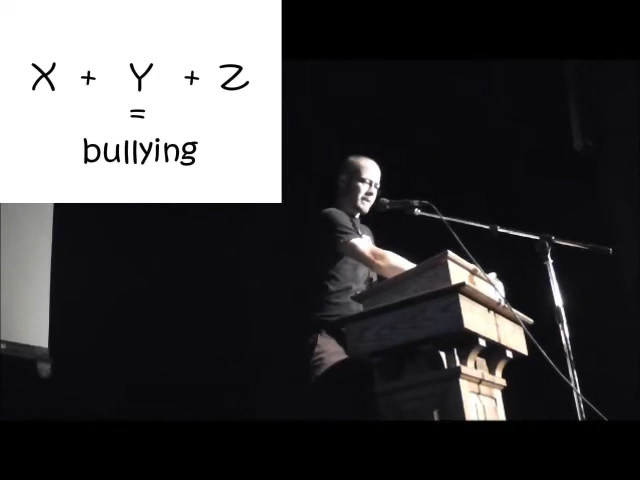 X + Y + Z
=
bullying